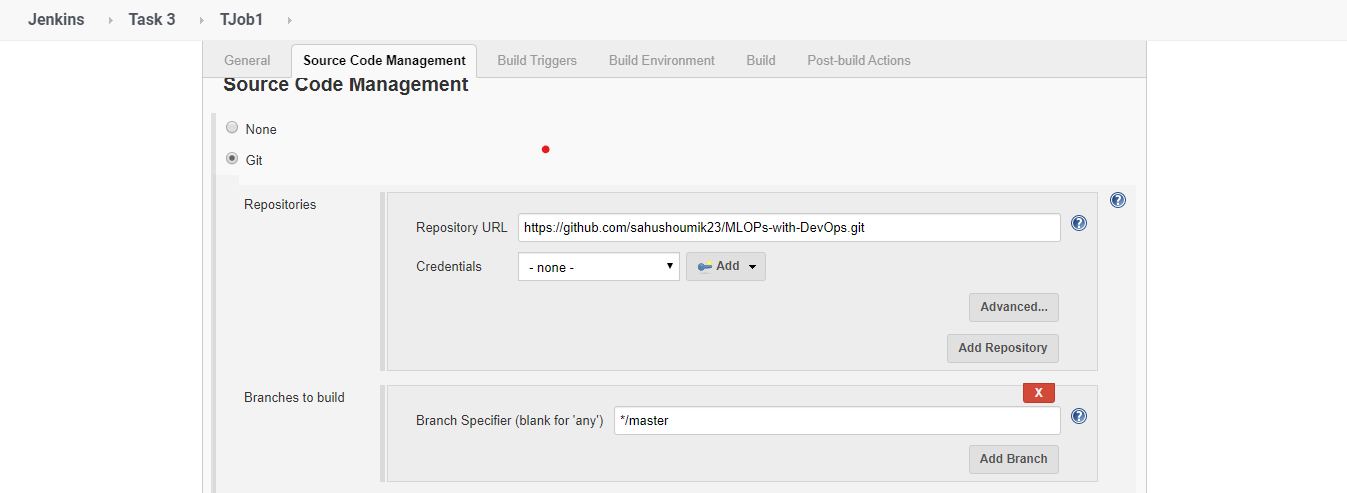 Jenkins Task 3 TJob1
General Source Code Management Build Triggers Build Environment Build Post-build Actions
Source Code Management
None
Git
Repositories
Repository URL https://github.com/sahushoumik23/MLOPs-with-DevOps.git
Credentials - none - Add
Advanced...
Add Repository
Branches to build
X
Branch Specifier (blank for 'any') */master
Add Branch